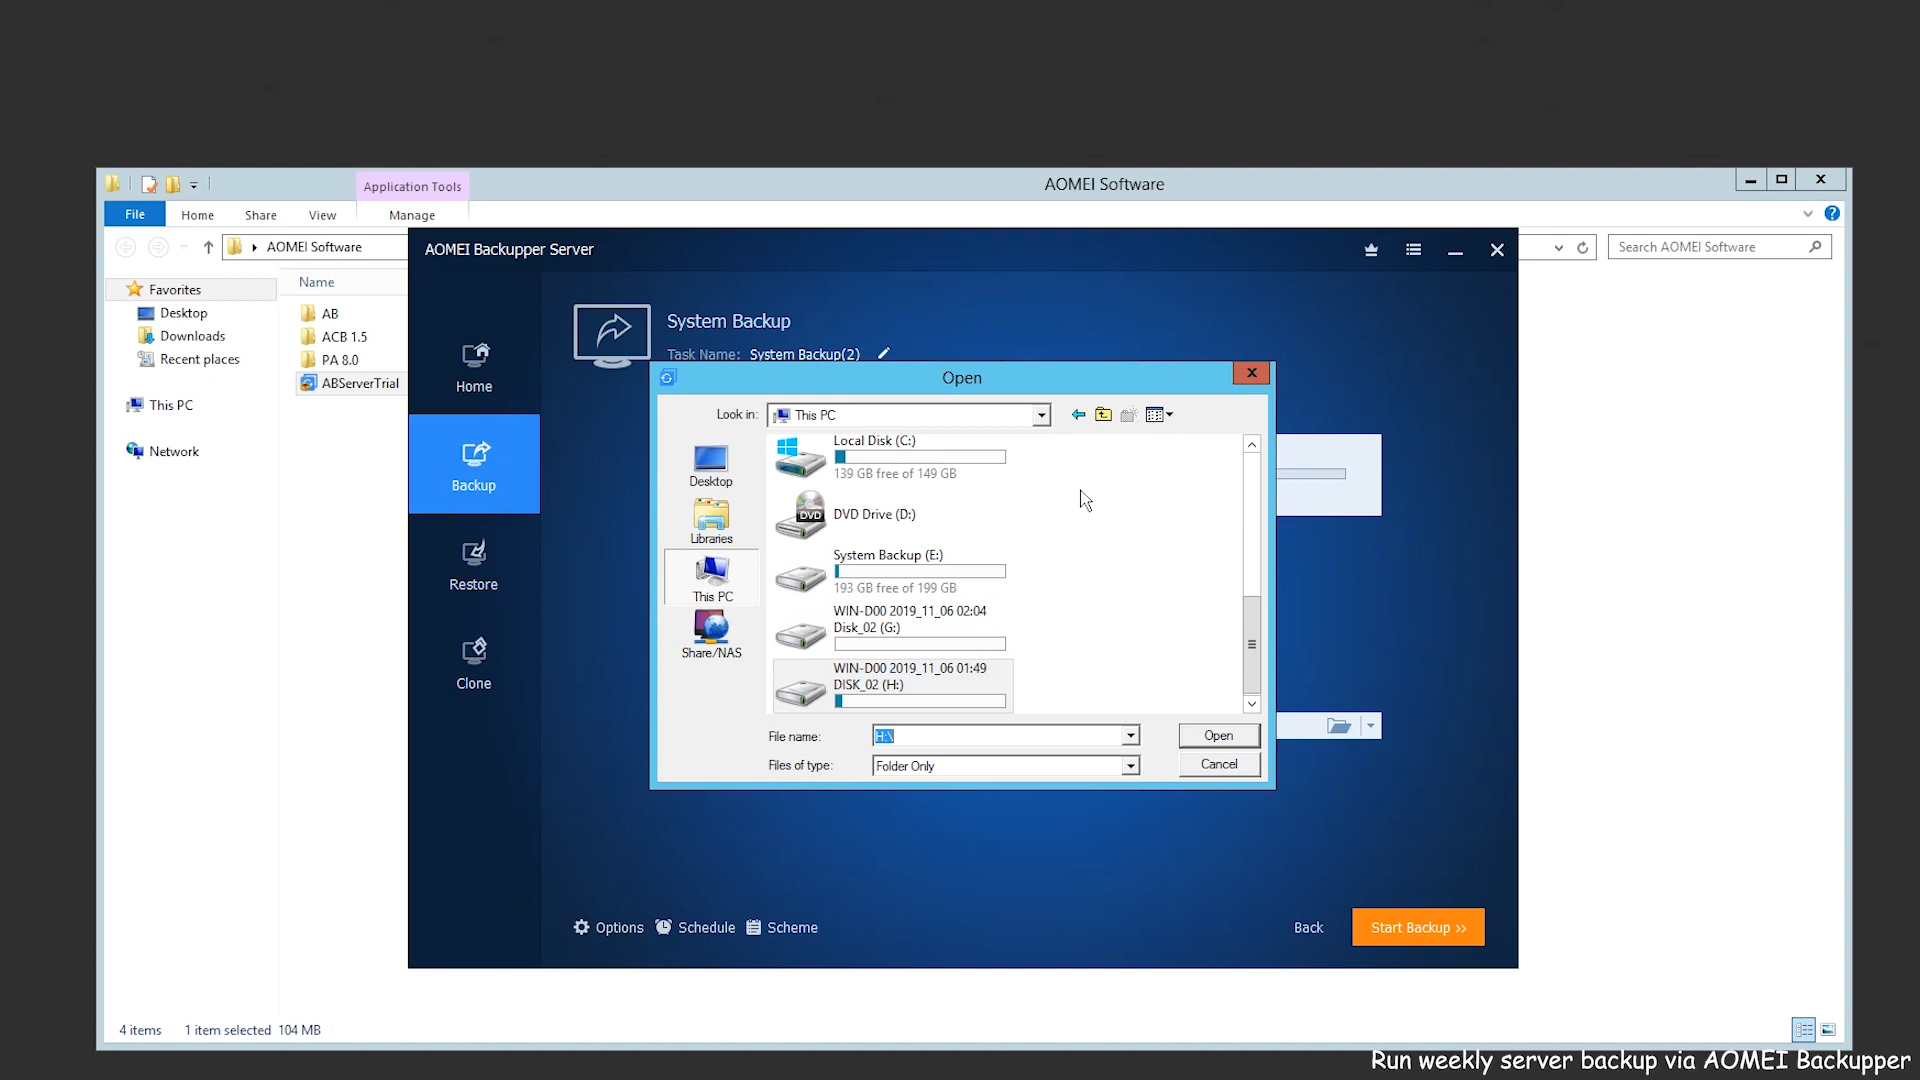 Application Tools
AOMEI Software
File
Home
Share
View
Manage
AOMEI Software
Search AOMEI Software
AOMEI Backupper Server
Favorites
Desktop
Downloads
Recent places
This PC
Network
Name
AB
ACB 1.5
PA 8.0
ABServerTrial
Home
Backup
Restore
Clone
System Backup
Task Name: System Backup(2)
Open
Look in:
This PC
Desktop
Libraries
This PC
Share/NAS
Local Disk (C:)
139 GB free of 149 GB
DVD
DVD Drive (D:)
System Backup (E:)
193 GB free of 199 GB
WIN-D00 2019_11_06 02:04
Disk_02 (G:)
WIN-D00 2019_11_06 01:49
DISK_02 (H:)
File name:
H:\
Open
Files of type:
Folder Only
Cancel
Options
Schedule
Scheme
Back
Start Backup >>
4 items
1 item selected 104 MB
Run weekly server backup via AOMEI Backupper